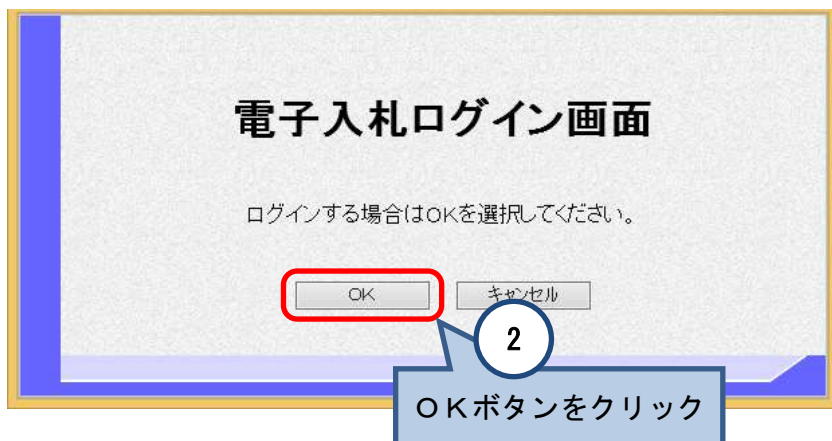 電子入札ログイン画面
ログインする場合はOKを選択してください。
OK キャンセル
2
ＯＫボタンをクリック